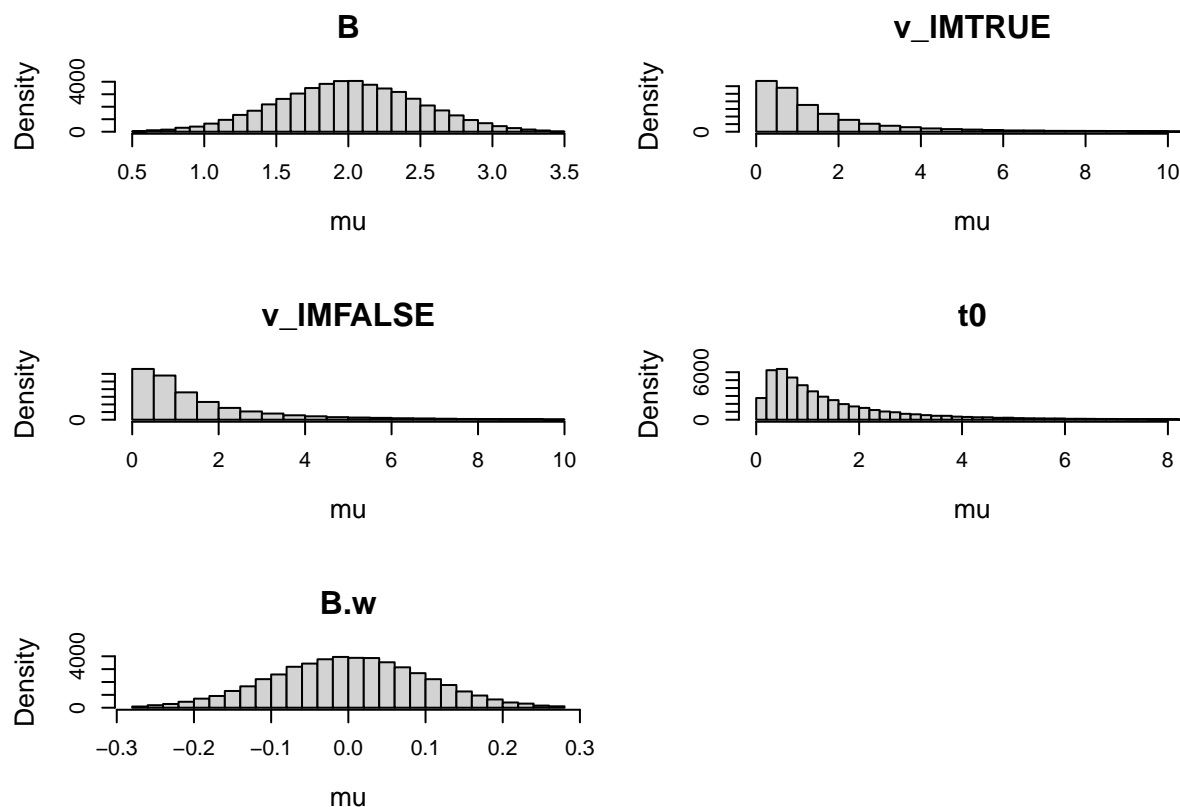 B
v_IMTRUE
Density
0 4000
0.5 1.0 1.5 2.0 2.5 3.0 3.5
mu
Density
0
0 2 4 6 8 10
mu
v_IMFALSE
t0
Density
0
0 2 4 6 8 10
mu
Density
0 6000
0 2 4 6 8
mu
B.w
Density
0 4000
−0.3 −0.2 −0.1 0.0 0.1 0.2 0.3
mu